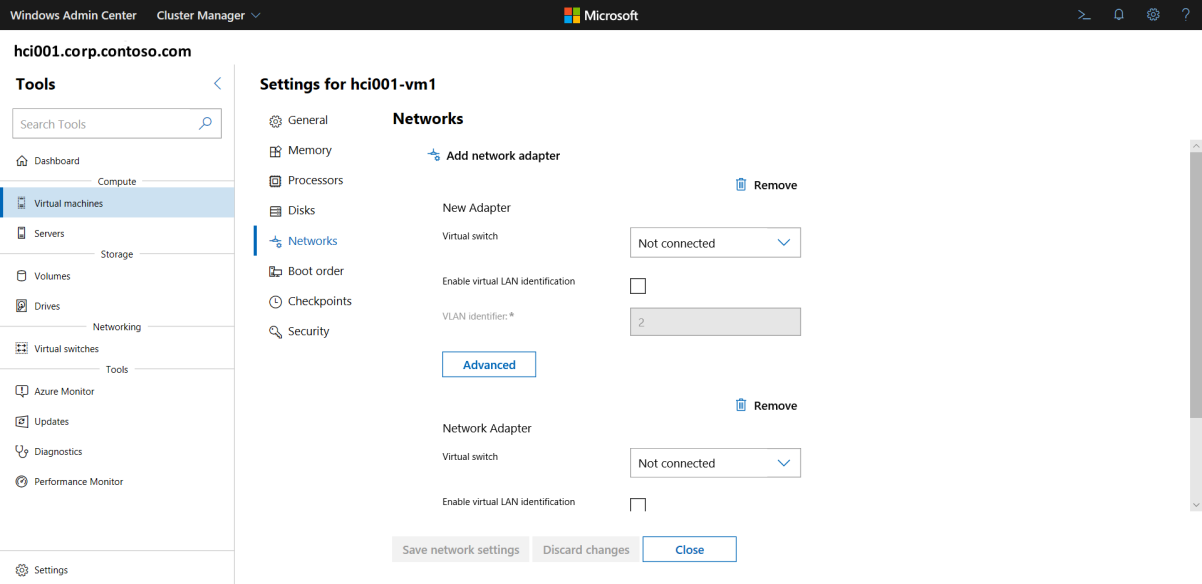 Windows Admin Center Cluster Manager Microsoft
hci001.corp.contoso.com
Tools
Search Tools
Dashboard
Compute
Virtual machines
Servers
Storage
Volumes
Drives
Networking
Virtual switches
Tools
Azure Monitor
Updates
Diagnostics
Performance Monitor
Settings
Settings for hci001-vm1
General
Memory
Processors
Disks
Networks
Boot order
Checkpoints
Security
Networks
Add network adapter
Remove
New Adapter
Virtual switch
Not connected
Enable virtual LAN identification
VLAN identifier:*
2
Advanced
Remove
Network Adapter
Virtual switch
Not connected
Enable virtual LAN identification
Save network settings Discard changes Close